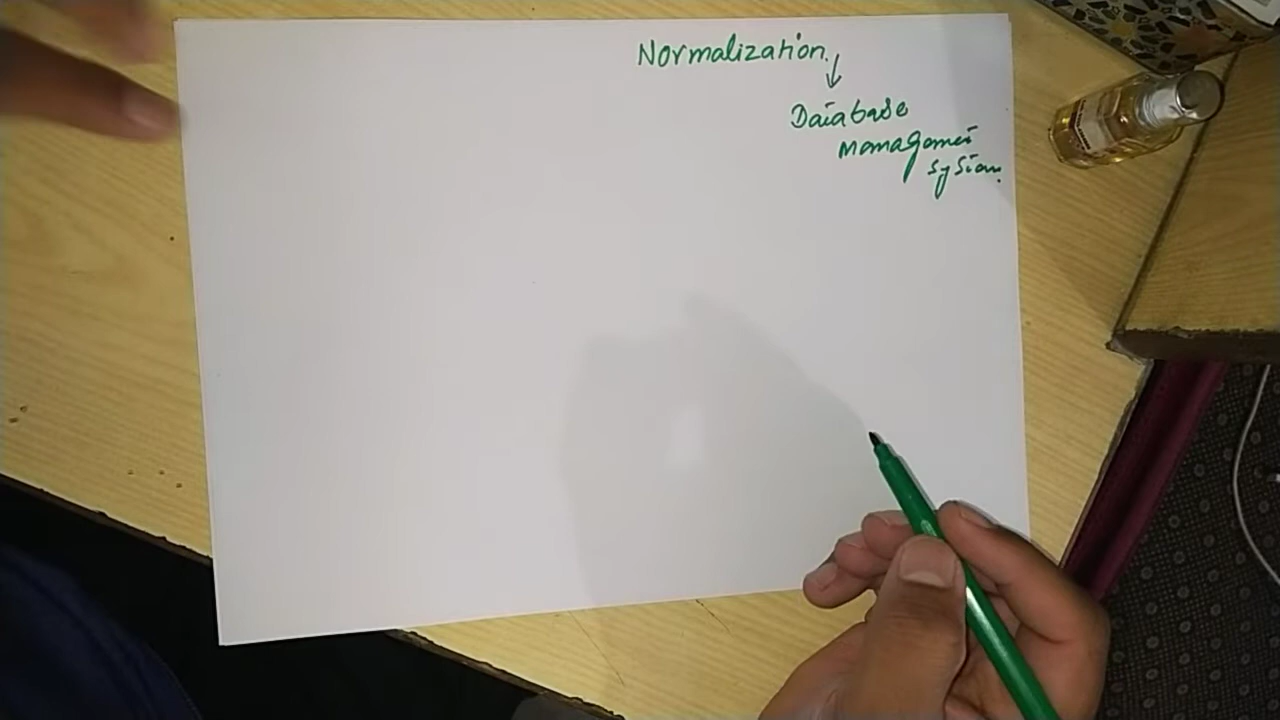 Normalization.
↓
Database
management
system.